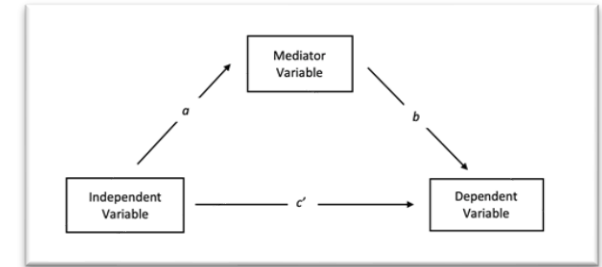 Mediator
Variable
a
b
Independent
Variable
c'
Dependent
Variable